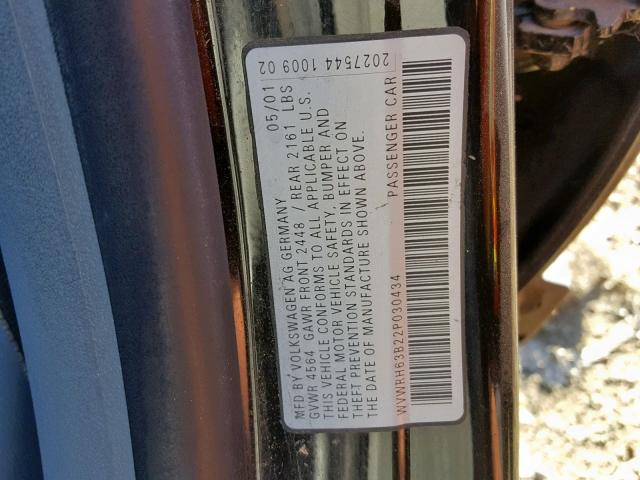 MFD BY VOLKSWAGEN AG GERMANY 05/01
GVWR 4564 GAWR FRONT 2448 / REAR 2161 LBS
THIS VEHICLE CONFORMS TO ALL APPLICABLE U.S.
FEDERAL MOTOR VEHICLE SAFETY, BUMPER AND
THEFT PREVENTION STANDARDS IN EFFECT ON
THE DATE OF MANUFACTURE SHOWN ABOVE.
WVWRH63B22P030434 PASSENGER CAR
2027544 1009 02